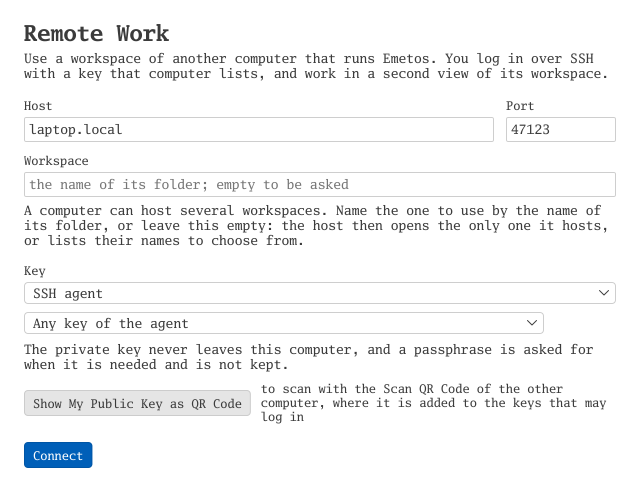 Remote Work
Use a workspace of another computer that runs Emetos. You log in over SSH
with a key that computer lists, and work in a second view of its workspace.
Host
Port
laptop.local
47123
Workspace
the name of its folder; empty to be asked
A computer can host several workspaces. Name the one to use by the name of
its folder, or leave this empty: the host then opens the only one it hosts,
or lists their names to choose from.
Key
SSH agent
Any key of the agent
The private key never leaves this computer, and a passphrase is asked for
when it is needed and is not kept.
Show My Public Key as QR Code
to scan with the Scan QR Code of the other
computer, where it is added to the keys that may
log in
Connect